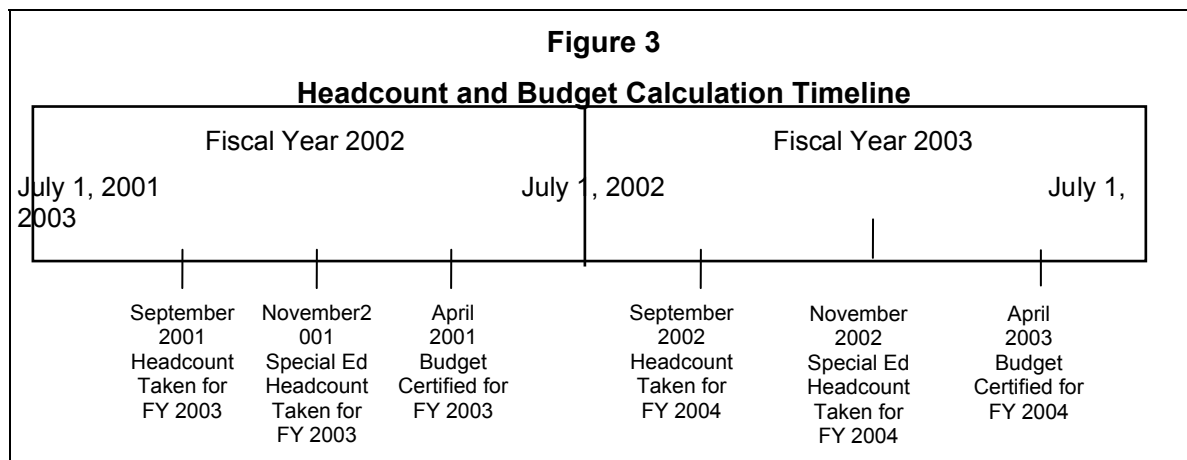 Figure 3
Headcount and Budget Calculation Timeline
Fiscal Year 2002
Fiscal Year 2003
July 1, 2001
July 1, 2002
July 1,
2003
September
2001
Headcount
Taken for
FY 2003
November2
001
Special Ed
Headcount
Taken for
FY 2003
April
2001
Budget
Certified for
FY 2003
September
2002
Headcount
Taken for
FY 2004
November
2002
Special Ed
Headcount
Taken for
FY 2004
April
2003
Budget
Certified for
FY 2004